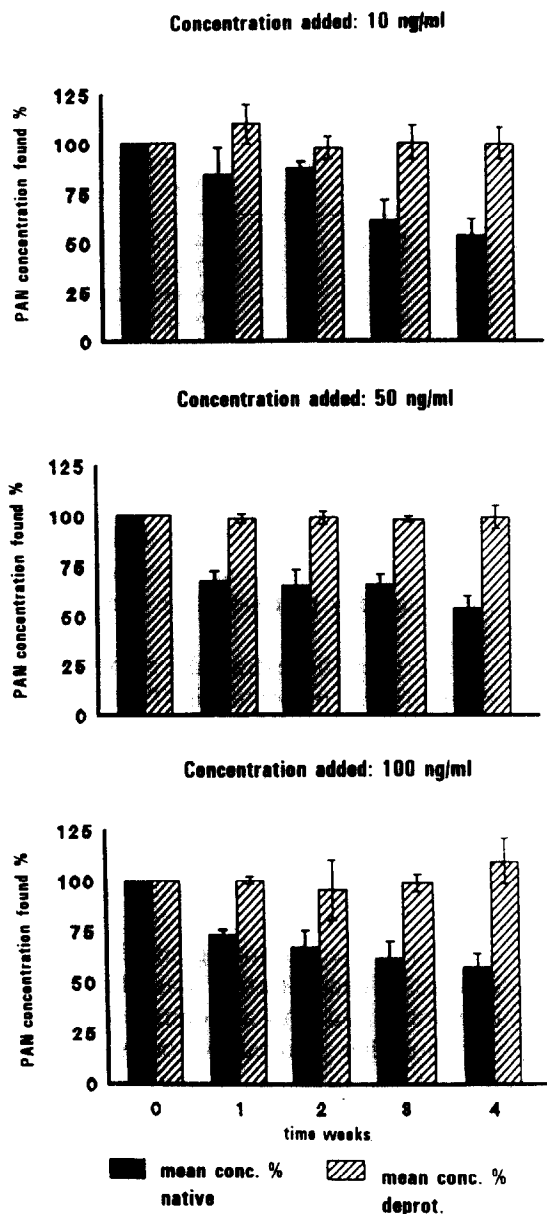 Concentration added: 10 ng/ml
PAN concentration found %
125
100
75
50
25
0
Concentration added: 50 ng/ml
PAN concentration found %
125
100
75
50
25
0
Concentration added: 100 ng/ml
PAN concentration found %
125
100
75
50
25
0
0 1 2 3 4
time weeks
mean conc. % native
mean conc. % deprot.